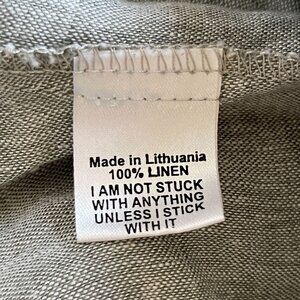 Made in Lithuania
100% LINEN
I AM NOT STUCK
WITH ANYTHING
UNLESS I STICK
WITH IT